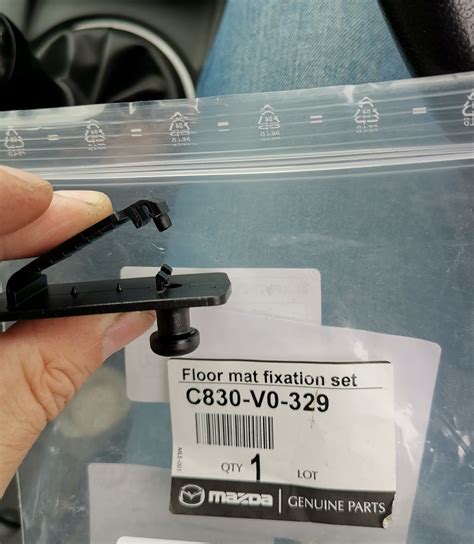 Floor mat fixation set
C830-V0-329
QTY 1 LOT
mazda GENUINE PARTS